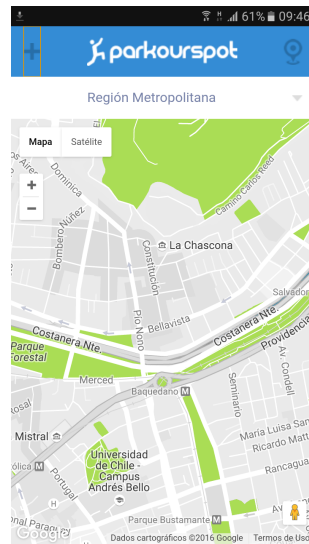 61% 09:46
parkourspot
Región Metropolitana
Mapa Satélite
Camino Carlos Reed
Dominica
Bombero Núñez
Constitución
La Chascona
Salvador
Pío Nono
Bellavista
Costanera Nte.
Costanera Nte.
Providencia
Parque
Forestal
Merced
Baquedano M
Av. Condell
Seminario
Mistral
María Luisa San
Ricardo Matt
Rancagua
Universidad
de Chile -
Campus
Andrés Bello
Portugal
ólica M
H
Parque Bustamante M
Google
Dados cartográficos ©2016 Google Termos de Uso